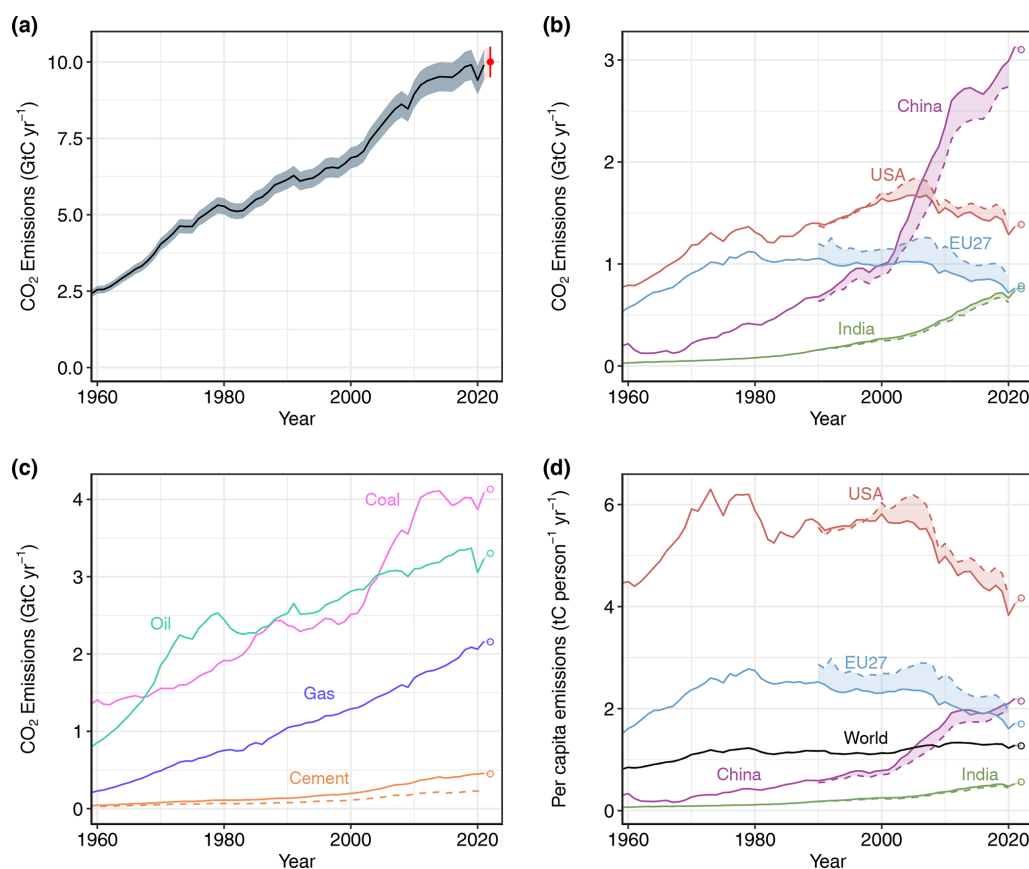 (a)
CO₂ Emissions (GtC yr⁻¹)
10.0
7.5
5.0
2.5
0.0
1960 1980 2000 2020
Year
(b)
CO₂ Emissions (GtC yr⁻¹)
3
2
1
0
China
USA
EU27
India
1960 1980 2000 2020
Year
(c)
CO₂ Emissions (GtC yr⁻¹)
4
3
2
1
0
Coal
Oil
Gas
Cement
1960 1980 2000 2020
Year
(d)
Per capita emissions (tC person⁻¹ yr⁻¹)
6
4
2
0
USA
EU27
World
China
India
1960 1980 2000 2020
Year